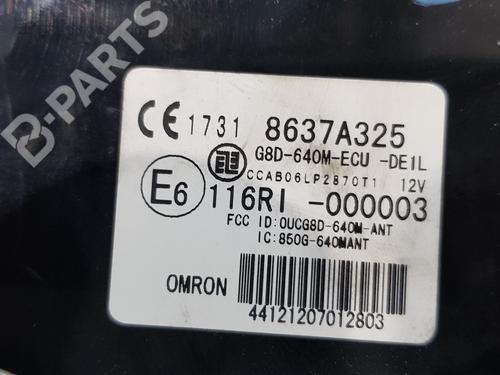 B-PARTS
CE 1731 8637A325
G8D-640M-ECU -DE1L
CCAB06LP2870T1 12V
E6 116RI -000003
FCC ID:OUCG8D-640M-ANT
IC:850G-640MANT
OMRON
44121207012803